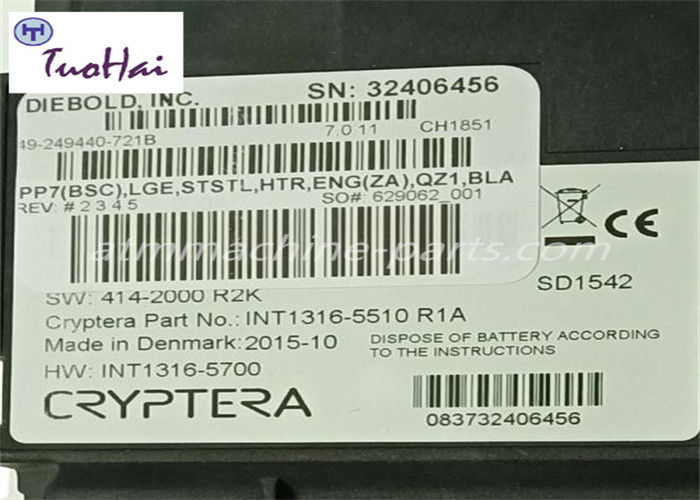 TuoHai
DIEBOLD, INC. SN: 32406456
49-249440-721B 7.0.11 CH1851
PP7(BSC),LGE,STSTL,HTR,ENG(ZA),QZ1,BLA
REV: # 2 3 4 5 SO#: 629062_001
atmmachine-parts.com
SD1542
SW: 414-2000 R2K
Cryptera Part No.: INT1316-5510 R1A
Made in Denmark: 2015-10
DISPOSE OF BATTERY ACCORDING
TO THE INSTRUCTIONS
HW: INT1316-5700
CRYPTERA
083732406456